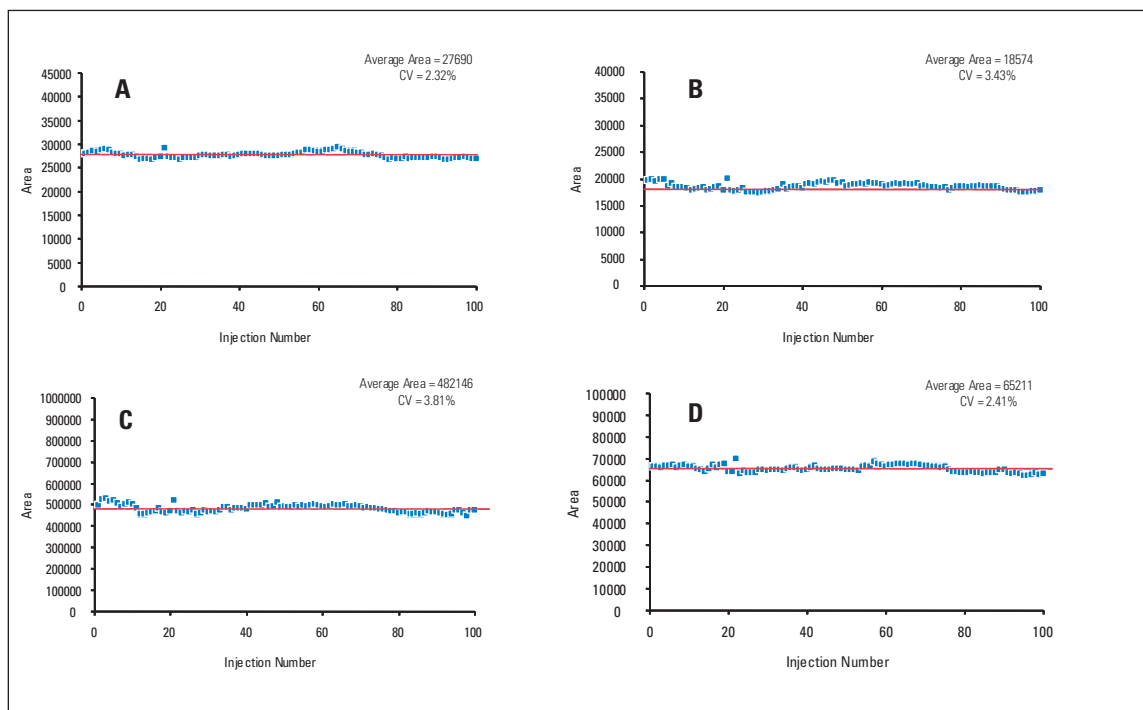 Average Area = 27690
CV = 2.32%
A
45000
40000
35000
30000
25000
20000
15000
10000
5000
0
Area
0 20 40 60 80 100
Injection Number
Average Area = 18574
CV = 3.43%
B
40000
35000
30000
25000
20000
15000
10000
5000
0
Area
0 20 40 60 80 100
Injection Number
Average Area = 482146
CV = 3.81%
C
1000000
900000
800000
700000
600000
500000
400000
300000
200000
100000
0
Area
0 20 40 60 80 100
Injection Number
Average Area = 65211
CV = 2.41%
D
100000
90000
80000
70000
60000
50000
40000
30000
20000
10000
0
Area
0 20 40 60 80 100
Injection Number